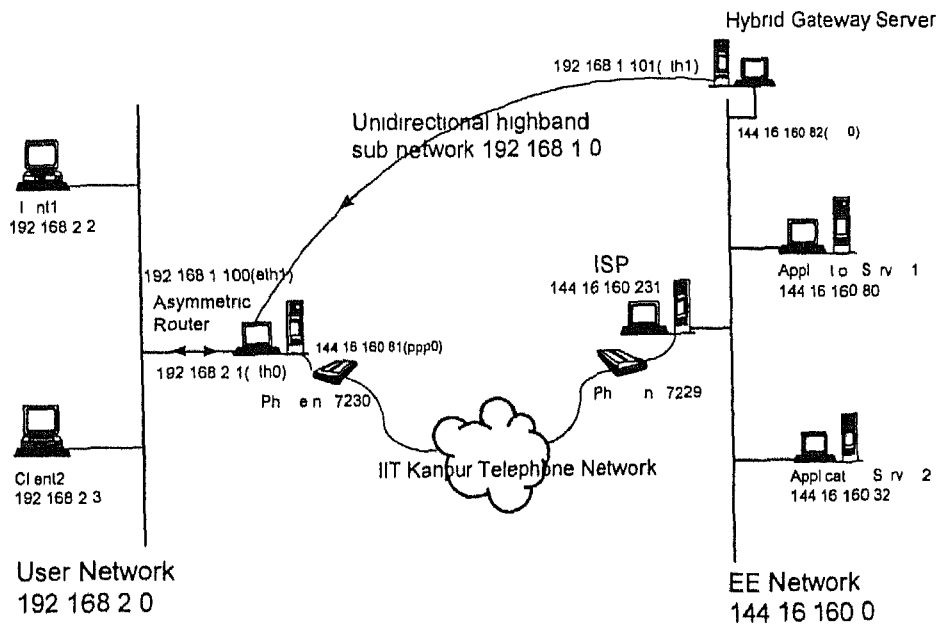 Hybrid Gateway Server
192 168 1 101( th1)
Unidirectional highband
sub network 192 168 1 0
144 16 160 82( 0)
192 168 2 2
192 168 1 100(eth1)
Asymmetric
Router
ISP
144 16 160 231
144 16 160 80
144 16 160 81(ppp0)
192 168 2 1( th0)
7230
7229
IIT Kanpur Telephone Network
192 168 2 3
144 16 160 32
User Network
192 168 2 0
EE Network
144 16 160 0